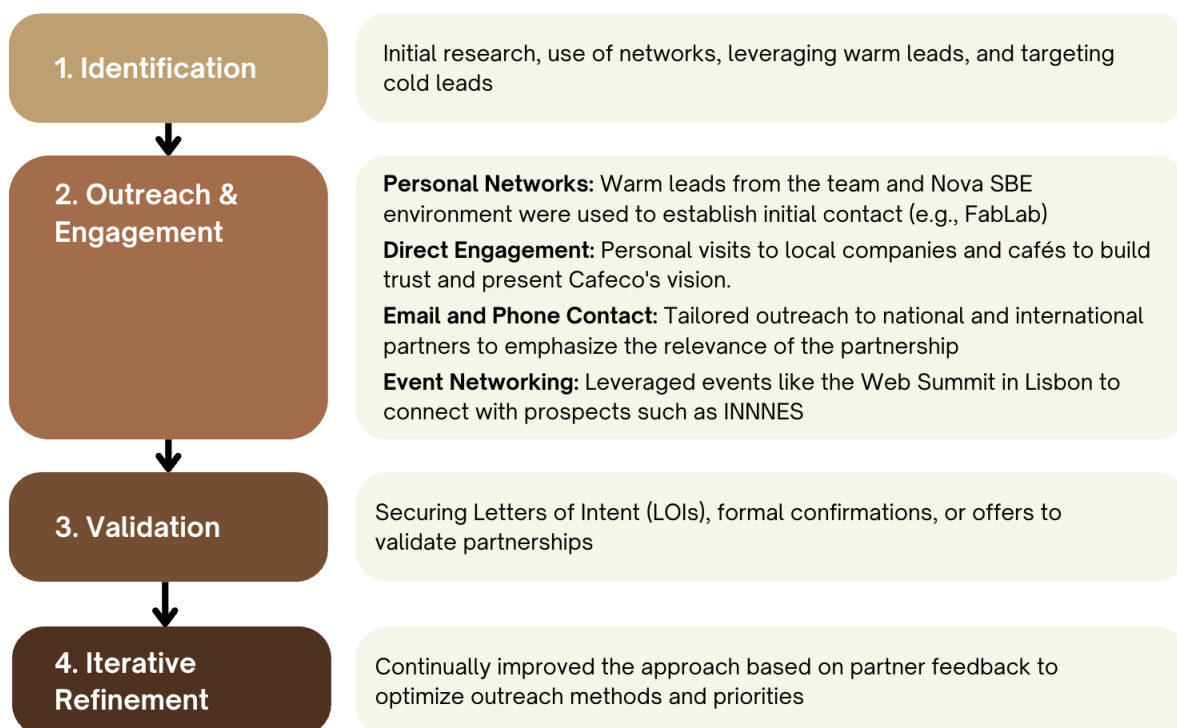 1. Identification
Initial research, use of networks, leveraging warm leads, and targeting
cold leads
2. Outreach &
Engagement
Personal Networks: Warm leads from the team and Nova SBE
environment were used to establish initial contact (e.g., FabLab)
Direct Engagement: Personal visits to local companies and cafés to build
trust and present Cafeco's vision.
Email and Phone Contact: Tailored outreach to national and international
partners to emphasize the relevance of the partnership
Event Networking: Leveraged events like the Web Summit in Lisbon to
connect with prospects such as INNNES
3. Validation
Securing Letters of Intent (LOIs), formal confirmations, or offers to
validate partnerships
4. Iterative
Refinement
Continually improved the approach based on partner feedback to
optimize outreach methods and priorities